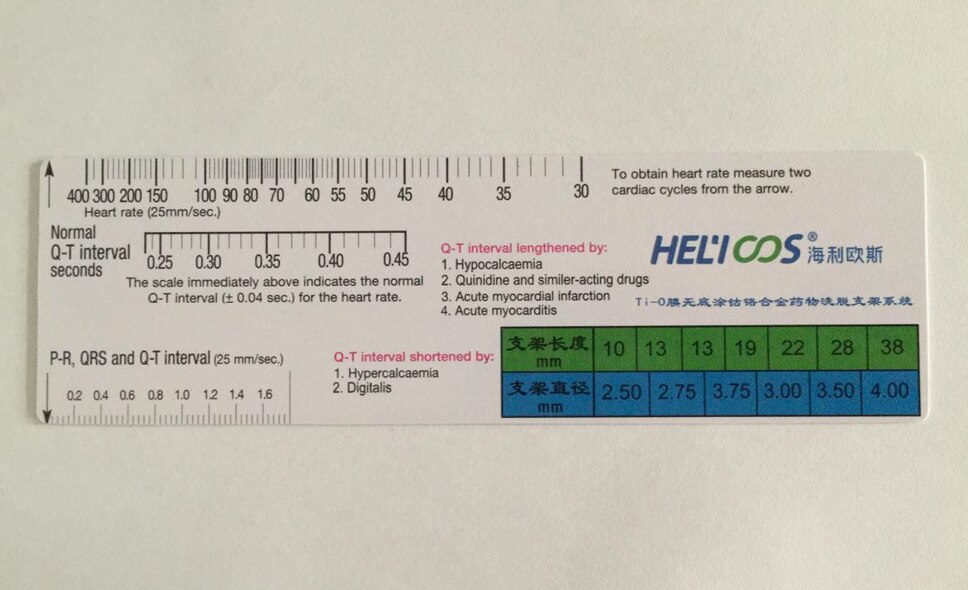 400 300 200 150 100 90 80 70 60 55 50 45 40 35 30
Heart rate (25mm/sec.)
To obtain heart rate measure two
cardiac cycles from the arrow.
Normal
Q-T interval
seconds
0.25 0.30 0.35 0.40 0.45
The scale immediately above indicates the normal
Q-T interval (± 0.04 sec.) for the heart rate.
Q-T interval lengthened by:
1. Hypocalcaemia
2. Quinidine and similer-acting drugs
3. Acute myocardial infarction
4. Acute myocarditis
HELICOS® 海利欧斯
Ti-O膜无底涂钴铬合金药物洗脱支架系统
P-R, QRS and Q-T interval (25 mm/sec.)
0.2 0.4 0.6 0.8 1.0 1.2 1.4 1.6
Q-T interval shortened by:
1. Hypercalcaemia
2. Digitalis
支架长度 mm 10 13 13 19 22 28 38
支架直径 mm 2.50 2.75 3.75 3.00 3.50 4.00